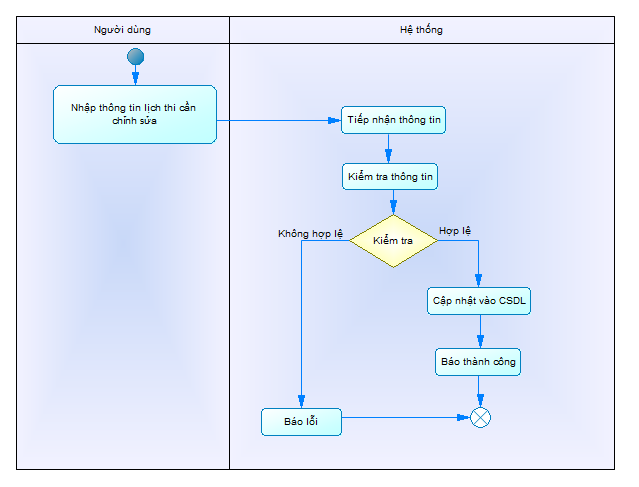 Người dùng
Hệ thống
Nhập thông tin lịch thi cần
chỉnh sửa
Tiếp nhận thông tin
Kiểm tra thông tin
Không hợp lệ
Kiểm tra
Hợp lệ
Cập nhật vào CSDL
Báo thành công
Báo lỗi